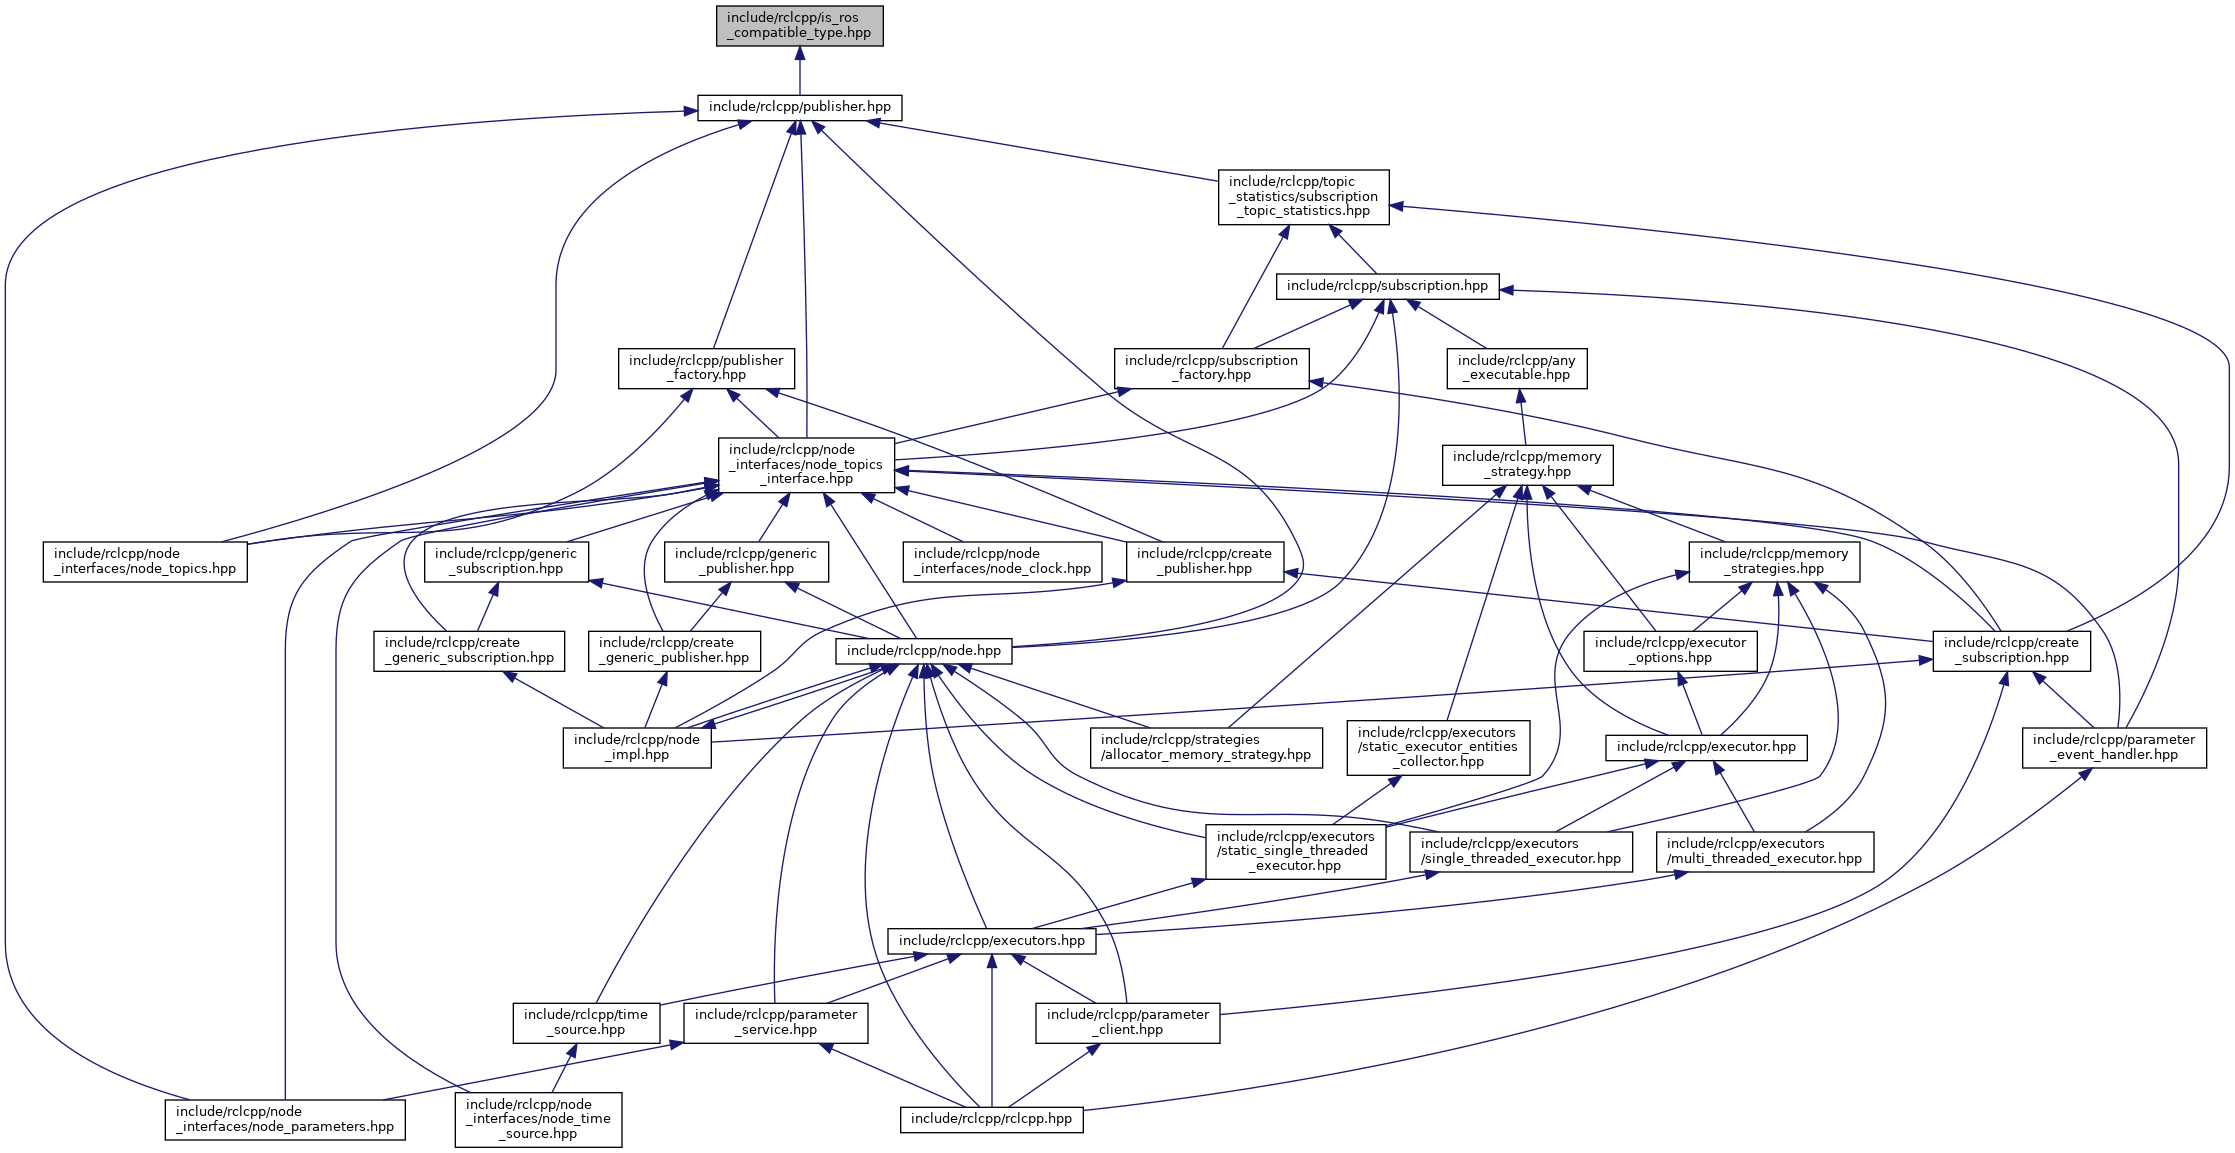 include/rclcpp/is_ros
_compatible_type.hpp
include/rclcpp/publisher.hpp
include/rclcpp/topic
_statistics/subscription
_topic_statistics.hpp
include/rclcpp/subscription.hpp
include/rclcpp/publisher
_factory.hpp
include/rclcpp/subscription
_factory.hpp
include/rclcpp/any
_executable.hpp
include/rclcpp/node
_interfaces/node_topics
_interface.hpp
include/rclcpp/memory
_strategy.hpp
include/rclcpp/node
_interfaces/node_topics.hpp
include/rclcpp/generic
_subscription.hpp
include/rclcpp/generic
_publisher.hpp
include/rclcpp/node
_interfaces/node_clock.hpp
include/rclcpp/create
_publisher.hpp
include/rclcpp/memory
_strategies.hpp
include/rclcpp/create
_generic_subscription.hpp
include/rclcpp/create
_generic_publisher.hpp
include/rclcpp/node.hpp
include/rclcpp/executor
_options.hpp
include/rclcpp/create
_subscription.hpp
include/rclcpp/node
_impl.hpp
include/rclcpp/strategies
/allocator_memory_strategy.hpp
include/rclcpp/executors
/static_executor_entities
_collector.hpp
include/rclcpp/executor.hpp
include/rclcpp/parameter
_event_handler.hpp
include/rclcpp/executors
/static_single_threaded
_executor.hpp
include/rclcpp/executors
/single_threaded_executor.hpp
include/rclcpp/executors
/multi_threaded_executor.hpp
include/rclcpp/executors.hpp
include/rclcpp/time
_source.hpp
include/rclcpp/parameter
_service.hpp
include/rclcpp/parameter
_client.hpp
include/rclcpp/node
_interfaces/node_parameters.hpp
include/rclcpp/node
_interfaces/node_time
_source.hpp
include/rclcpp/rclcpp.hpp